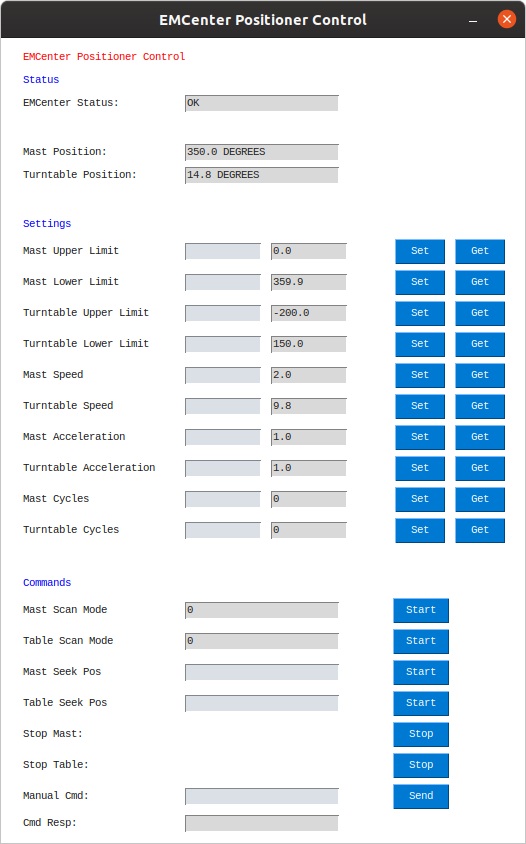 EMCenter Positioner Control
EMCenter Positioner Control
Status
EMCenter Status: OK
Mast Position: 350.0 DEGREES
Turntable Position: 14.8 DEGREES
Settings
Mast Upper Limit 0.0 Set Get
Mast Lower Limit 359.9 Set Get
Turntable Upper Limit -200.0 Set Get
Turntable Lower Limit 150.0 Set Get
Mast Speed 2.0 Set Get
Turntable Speed 9.8 Set Get
Mast Acceleration 1.0 Set Get
Turntable Acceleration 1.0 Set Get
Mast Cycles 0 Set Get
Turntable Cycles 0 Set Get
Commands
Mast Scan Mode 0 Start
Table Scan Mode 0 Start
Mast Seek Pos Start
Table Seek Pos Start
Stop Mast: Stop
Stop Table: Stop
Manual Cmd: Send
Cmd Resp: